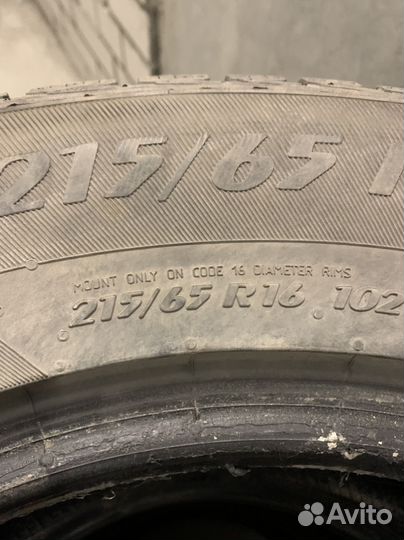 215/65 R
MOUNT ONLY ON CODE 16 DIAMETER RIMS
215/65 R16 102
Avito